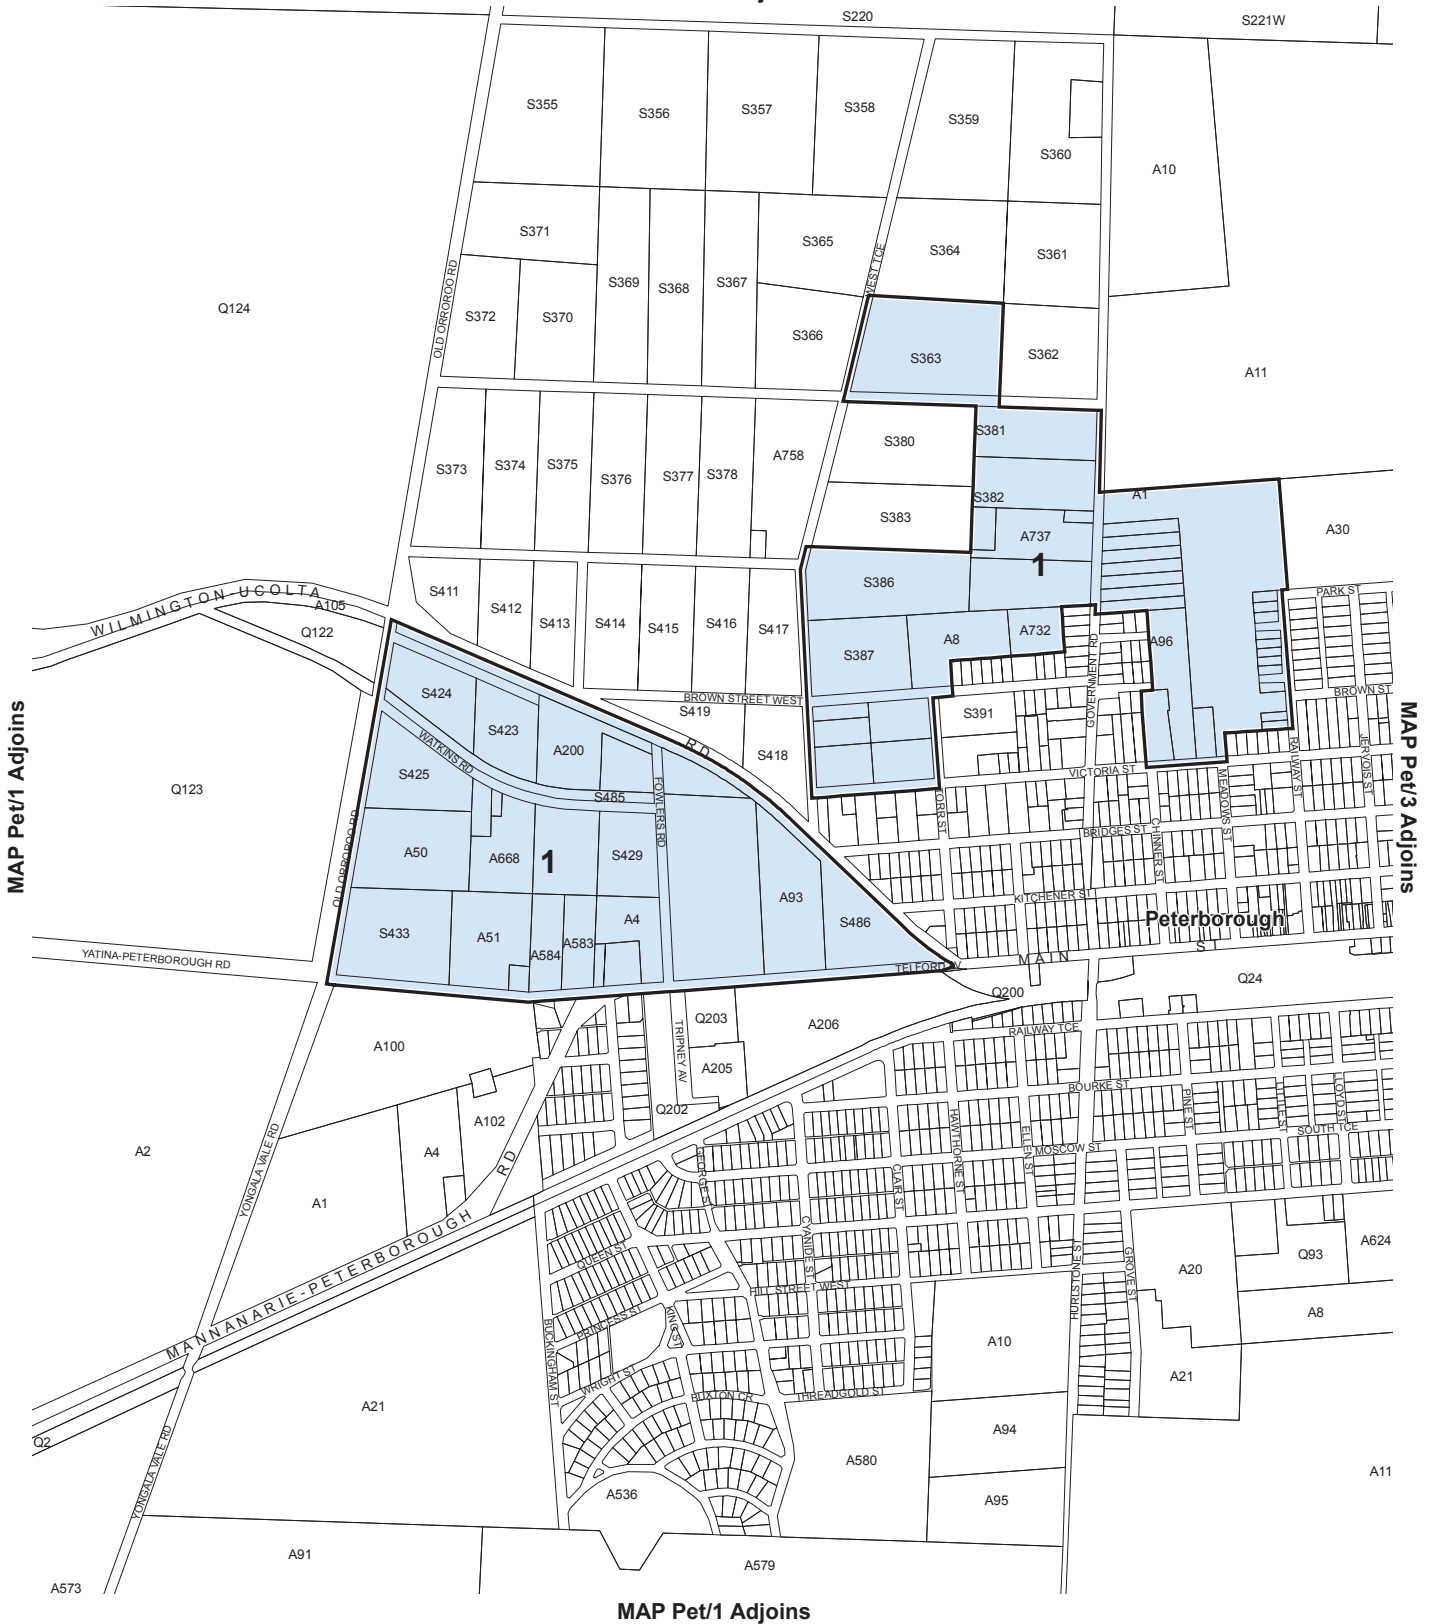 S220
S221W
S355
S356
S357
S358
S359
S360
A10
S371
S365
S364
S361
WEST TCE
OLD ORROROO RD
S369
S368
S367
Q124
S372
S370
S366
S363
S362
A11
S381
S380
A758
S373
S374
S375
S376
S377
S378
S382
A1
S383
A30
A737
1
S386
PARK ST
S411
WILMINGTON-UCOLTA
A105
Q122
S412
S413
S414
S415
S416
S417
A732
A8
A96
S387
GOVERNMENT RD
S424
BROWN STREET WEST
BROWN ST
S419
S391
S423
A200
RD
S418
WATKINS RD
MAP Pet/1 Adjoins
MAP Pet/3 Adjoins
S425
VICTORIA ST
RAILWAY ST
JERVOIS ST
MEADOWS ST
Q123
S485
FOWLERS RD
TORR ST
BRIDGES ST
CHINNER ST
OLD ORROROO RD
A50
A668
1
S429
A93
KITCHENER ST
Peterborough
S433
A51
A584
A583
A4
S486
ST
MAIN
YATINA-PETERBOROUGH RD
TELFORD AV
Q24
Q200
Q203
A206
RAILWAY TCE
A100
TRIPNEY AV
A205
BOURKE ST
Q202
HAWTHORNE ST
ELLEN ST
PINE ST
LITTLE ST
LLOYD ST
SOUTH TCE
A102
A4
A2
MOSCOW ST
RD
GEORGE ST
CLAIR ST
YONGALA VALE RD
A1
MANNANARIE-PETERBOROUGH
CYANIDE ST
QUEEN ST
HURLSTONE ST
GROVE ST
A20
Q93
A624
HILL STREET WEST
A8
PRINCESS ST
KING ST
A10
BUCKINGHAM ST
WRIGHT ST
A21
BUXTON CR
THREADGOLD ST
A21
Q2
YONGALA VALE RD
A94
A580
A11
A536
A95
A91
A579
A573
MAP Pet/1 Adjoins